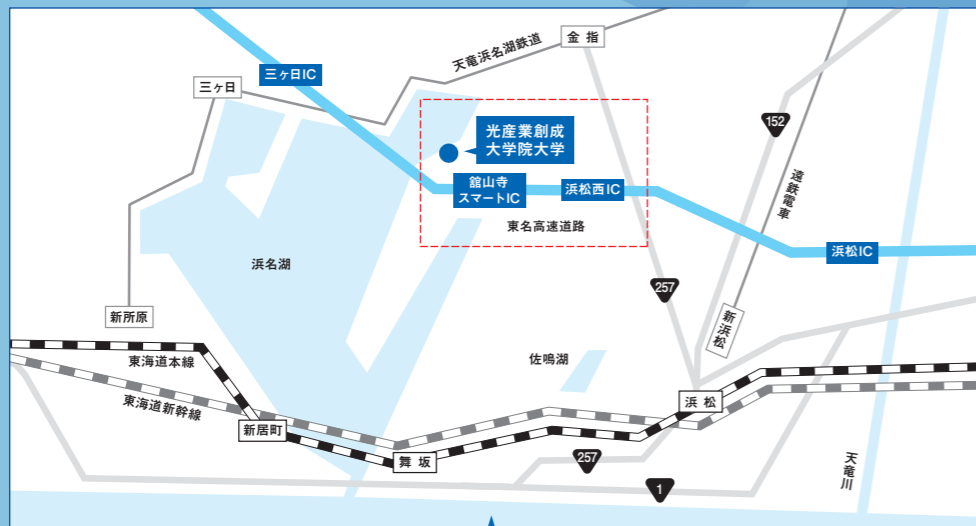 金指
天竜浜名湖鉄道
三ヶ日IC
三ヶ日
152
光産業創成
大学院大学
舘山寺
スマートIC
浜松西IC
遠鉄電車
東名高速道路
浜松IC
浜名湖
257
新所原
新浜松
東海道本線
佐鳴湖
東海道新幹線
浜松
新居町
舞坂
257
天竜川
1